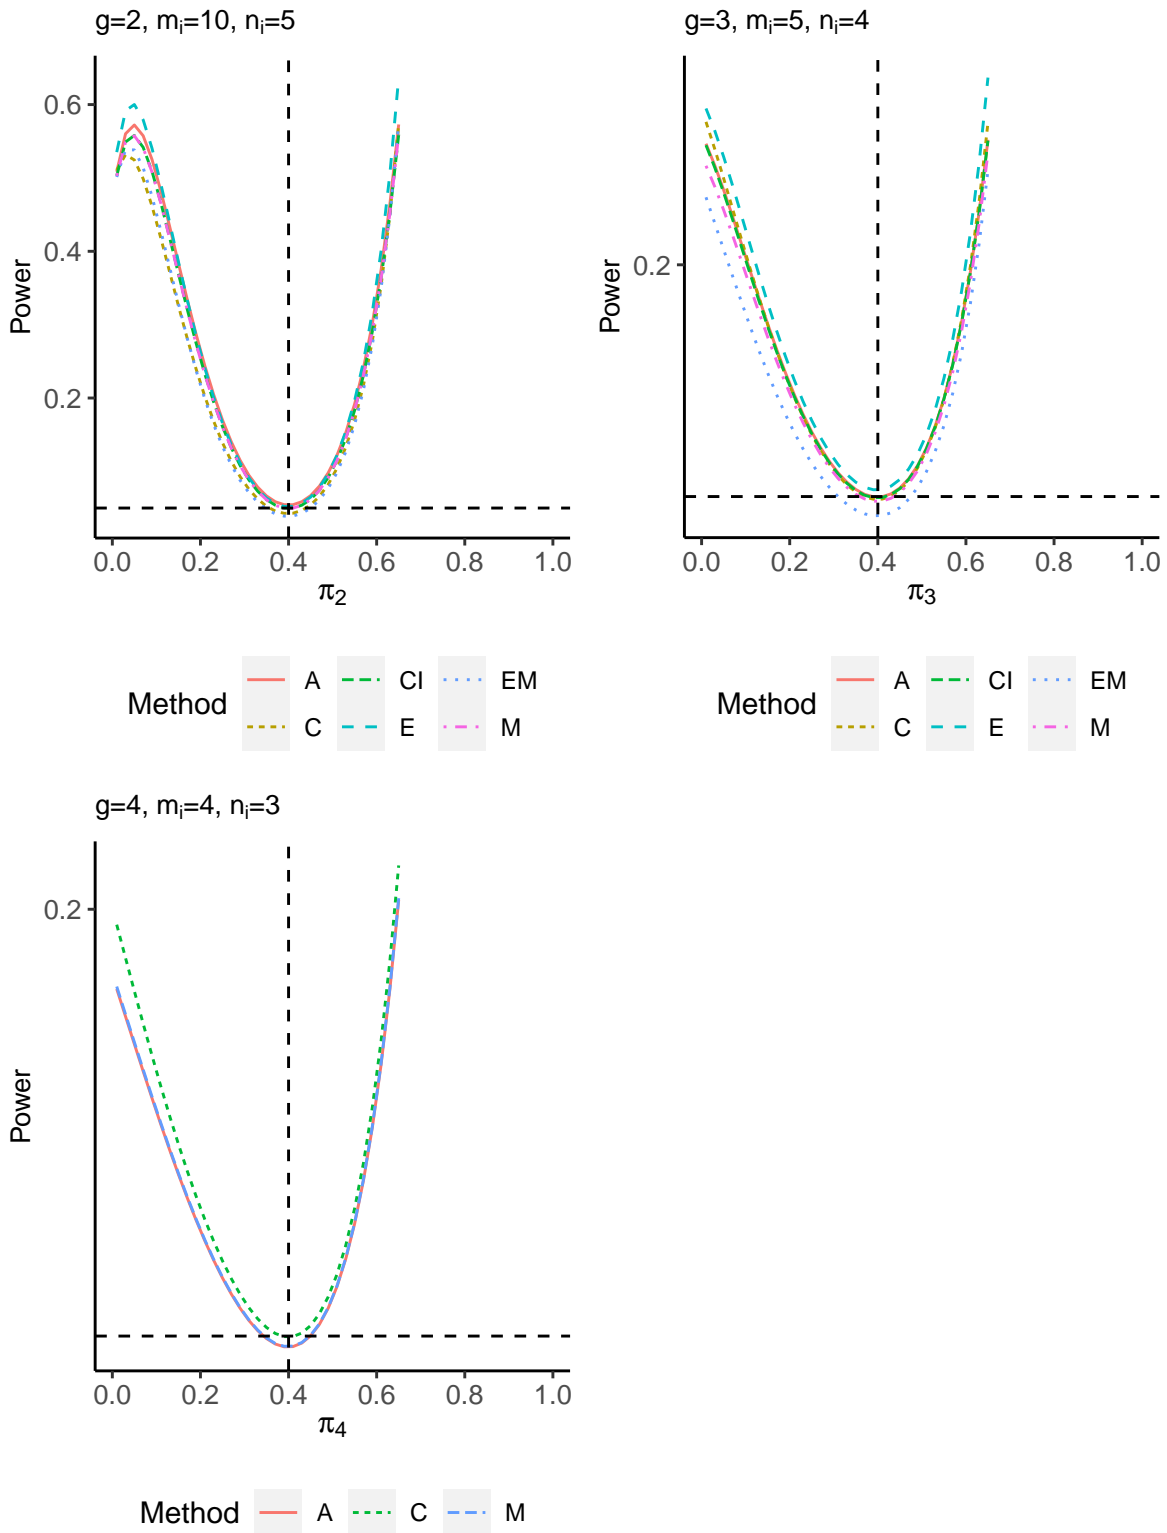 g=2, mᵢ=10, nᵢ=5
Power
0.6
0.4
0.2
0.0 0.2 0.4 0.6 0.8 1.0
π₂
Method A CI EM
C E M
g=3, mᵢ=5, nᵢ=4
Power
0.2
0.0 0.2 0.4 0.6 0.8 1.0
π₃
Method A CI EM
C E M
g=4, mᵢ=4, nᵢ=3
Power
0.2
0.0 0.2 0.4 0.6 0.8 1.0
π₄
Method A C M